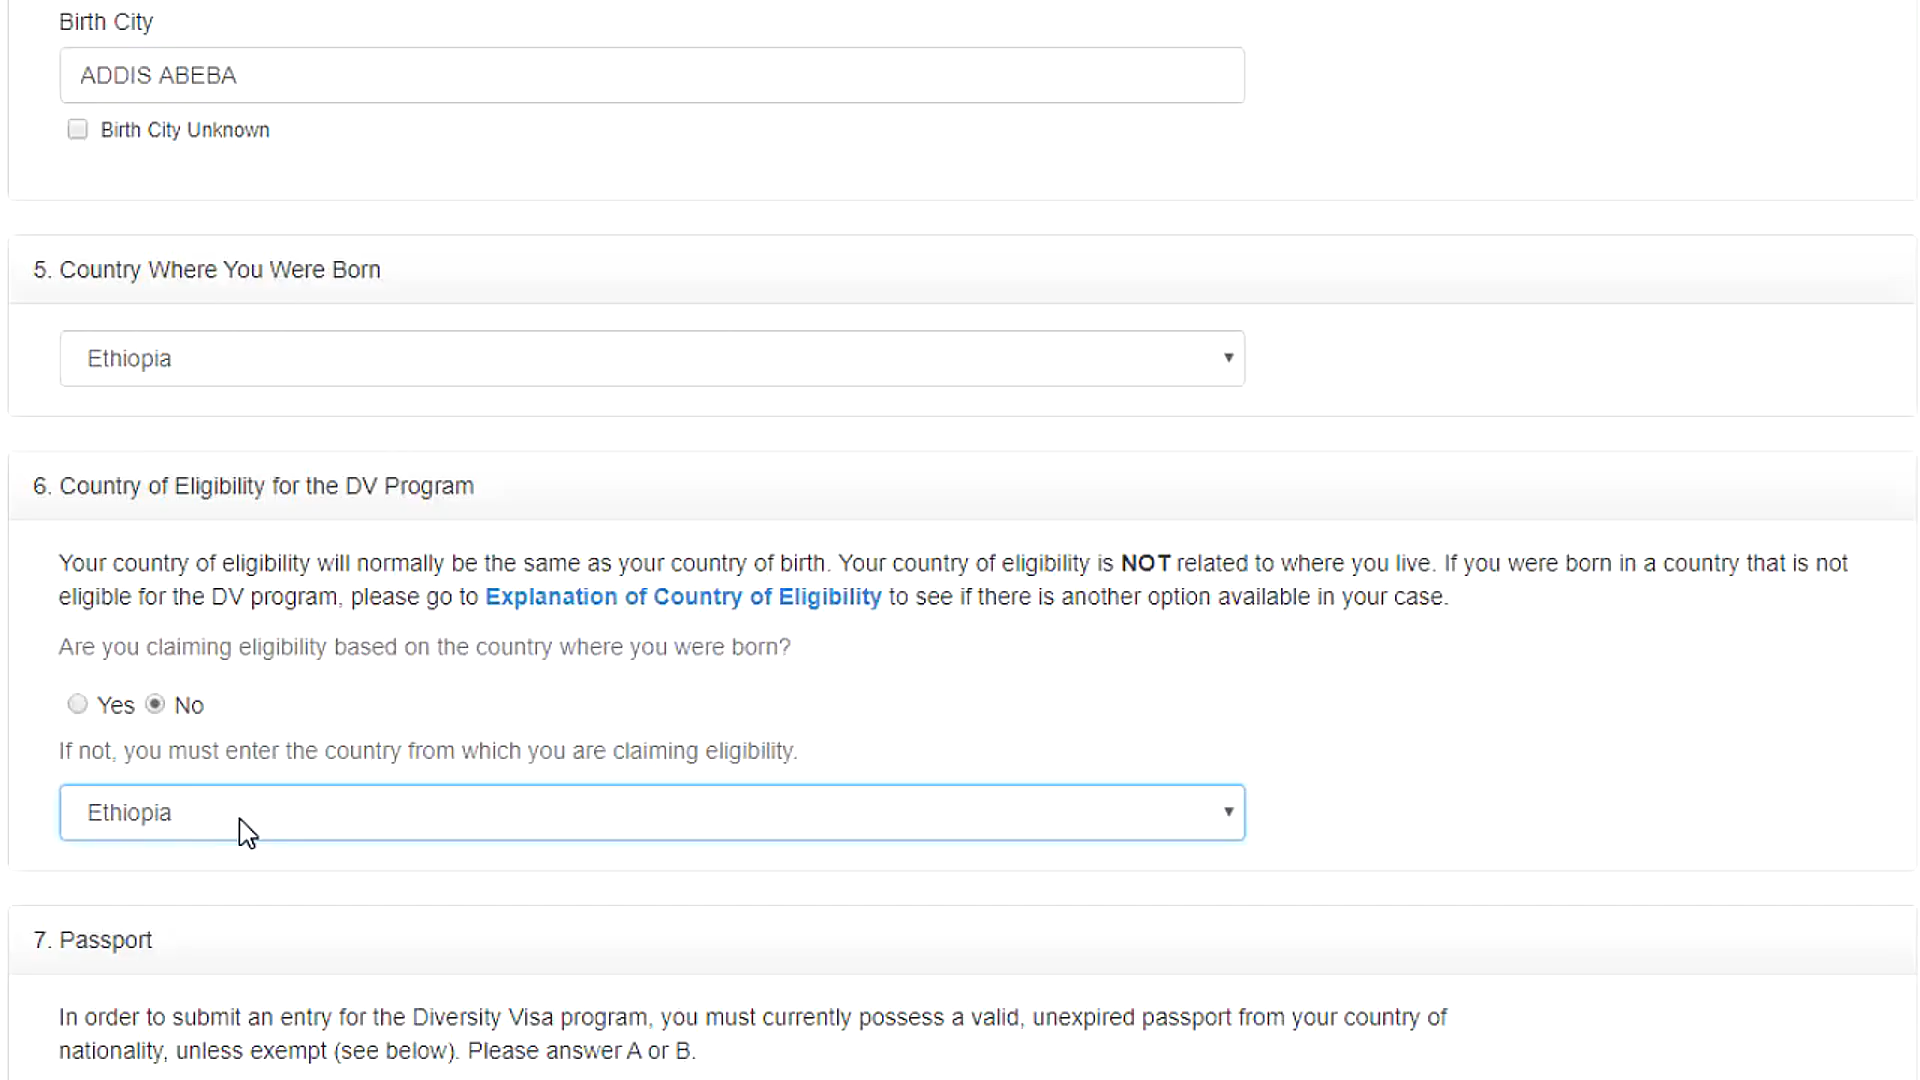 Birth City
ADDIS ABEBA
Birth City Unknown
5. Country Where You Were Born
Ethiopia
6. Country of Eligibility for the DV Program
Your country of eligibility will normally be the same as your country of birth. Your country of eligibility is NOT related to where you live. If you were born in a country that is not
eligible for the DV program, please go to Explanation of Country of Eligibility to see if there is another option available in your case.
Are you claiming eligibility based on the country where you were born?
Yes No
If not, you must enter the country from which you are claiming eligibility.
Ethiopia
7. Passport
In order to submit an entry for the Diversity Visa program, you must currently possess a valid, unexpired passport from your country of
nationality, unless exempt (see below). Please answer A or B.